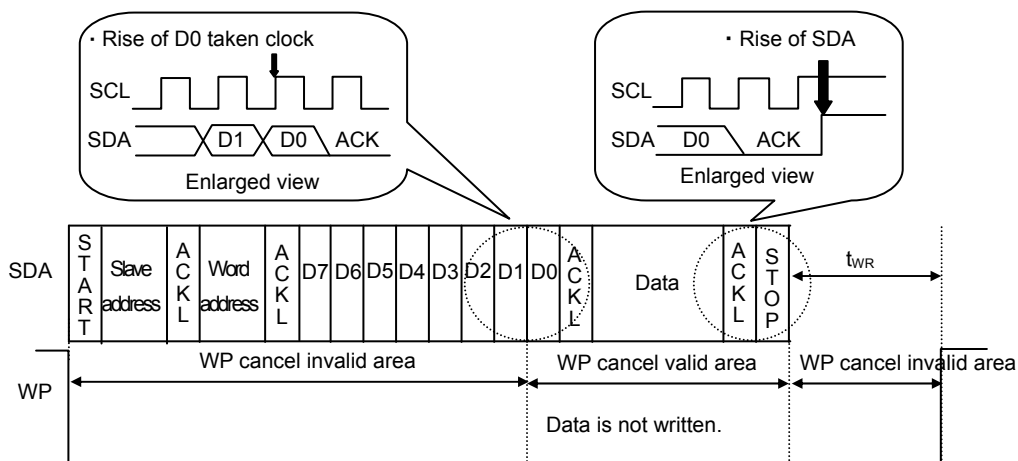 ・Rise of D0 taken clock
SCL
SDA D1 D0 ACK
Enlarged view
・Rise of SDA
SCL
SDA D0 ACK
Enlarged view
SDA
START
Slave
address
ACKL
Word
address
ACKL
D7 D6 D5 D4 D3 D2 D1 D0
ACKL
Data
ACKL
STOP
tWR
WP cancel invalid area
WP cancel valid area
WP cancel invalid area
WP
Data is not written.